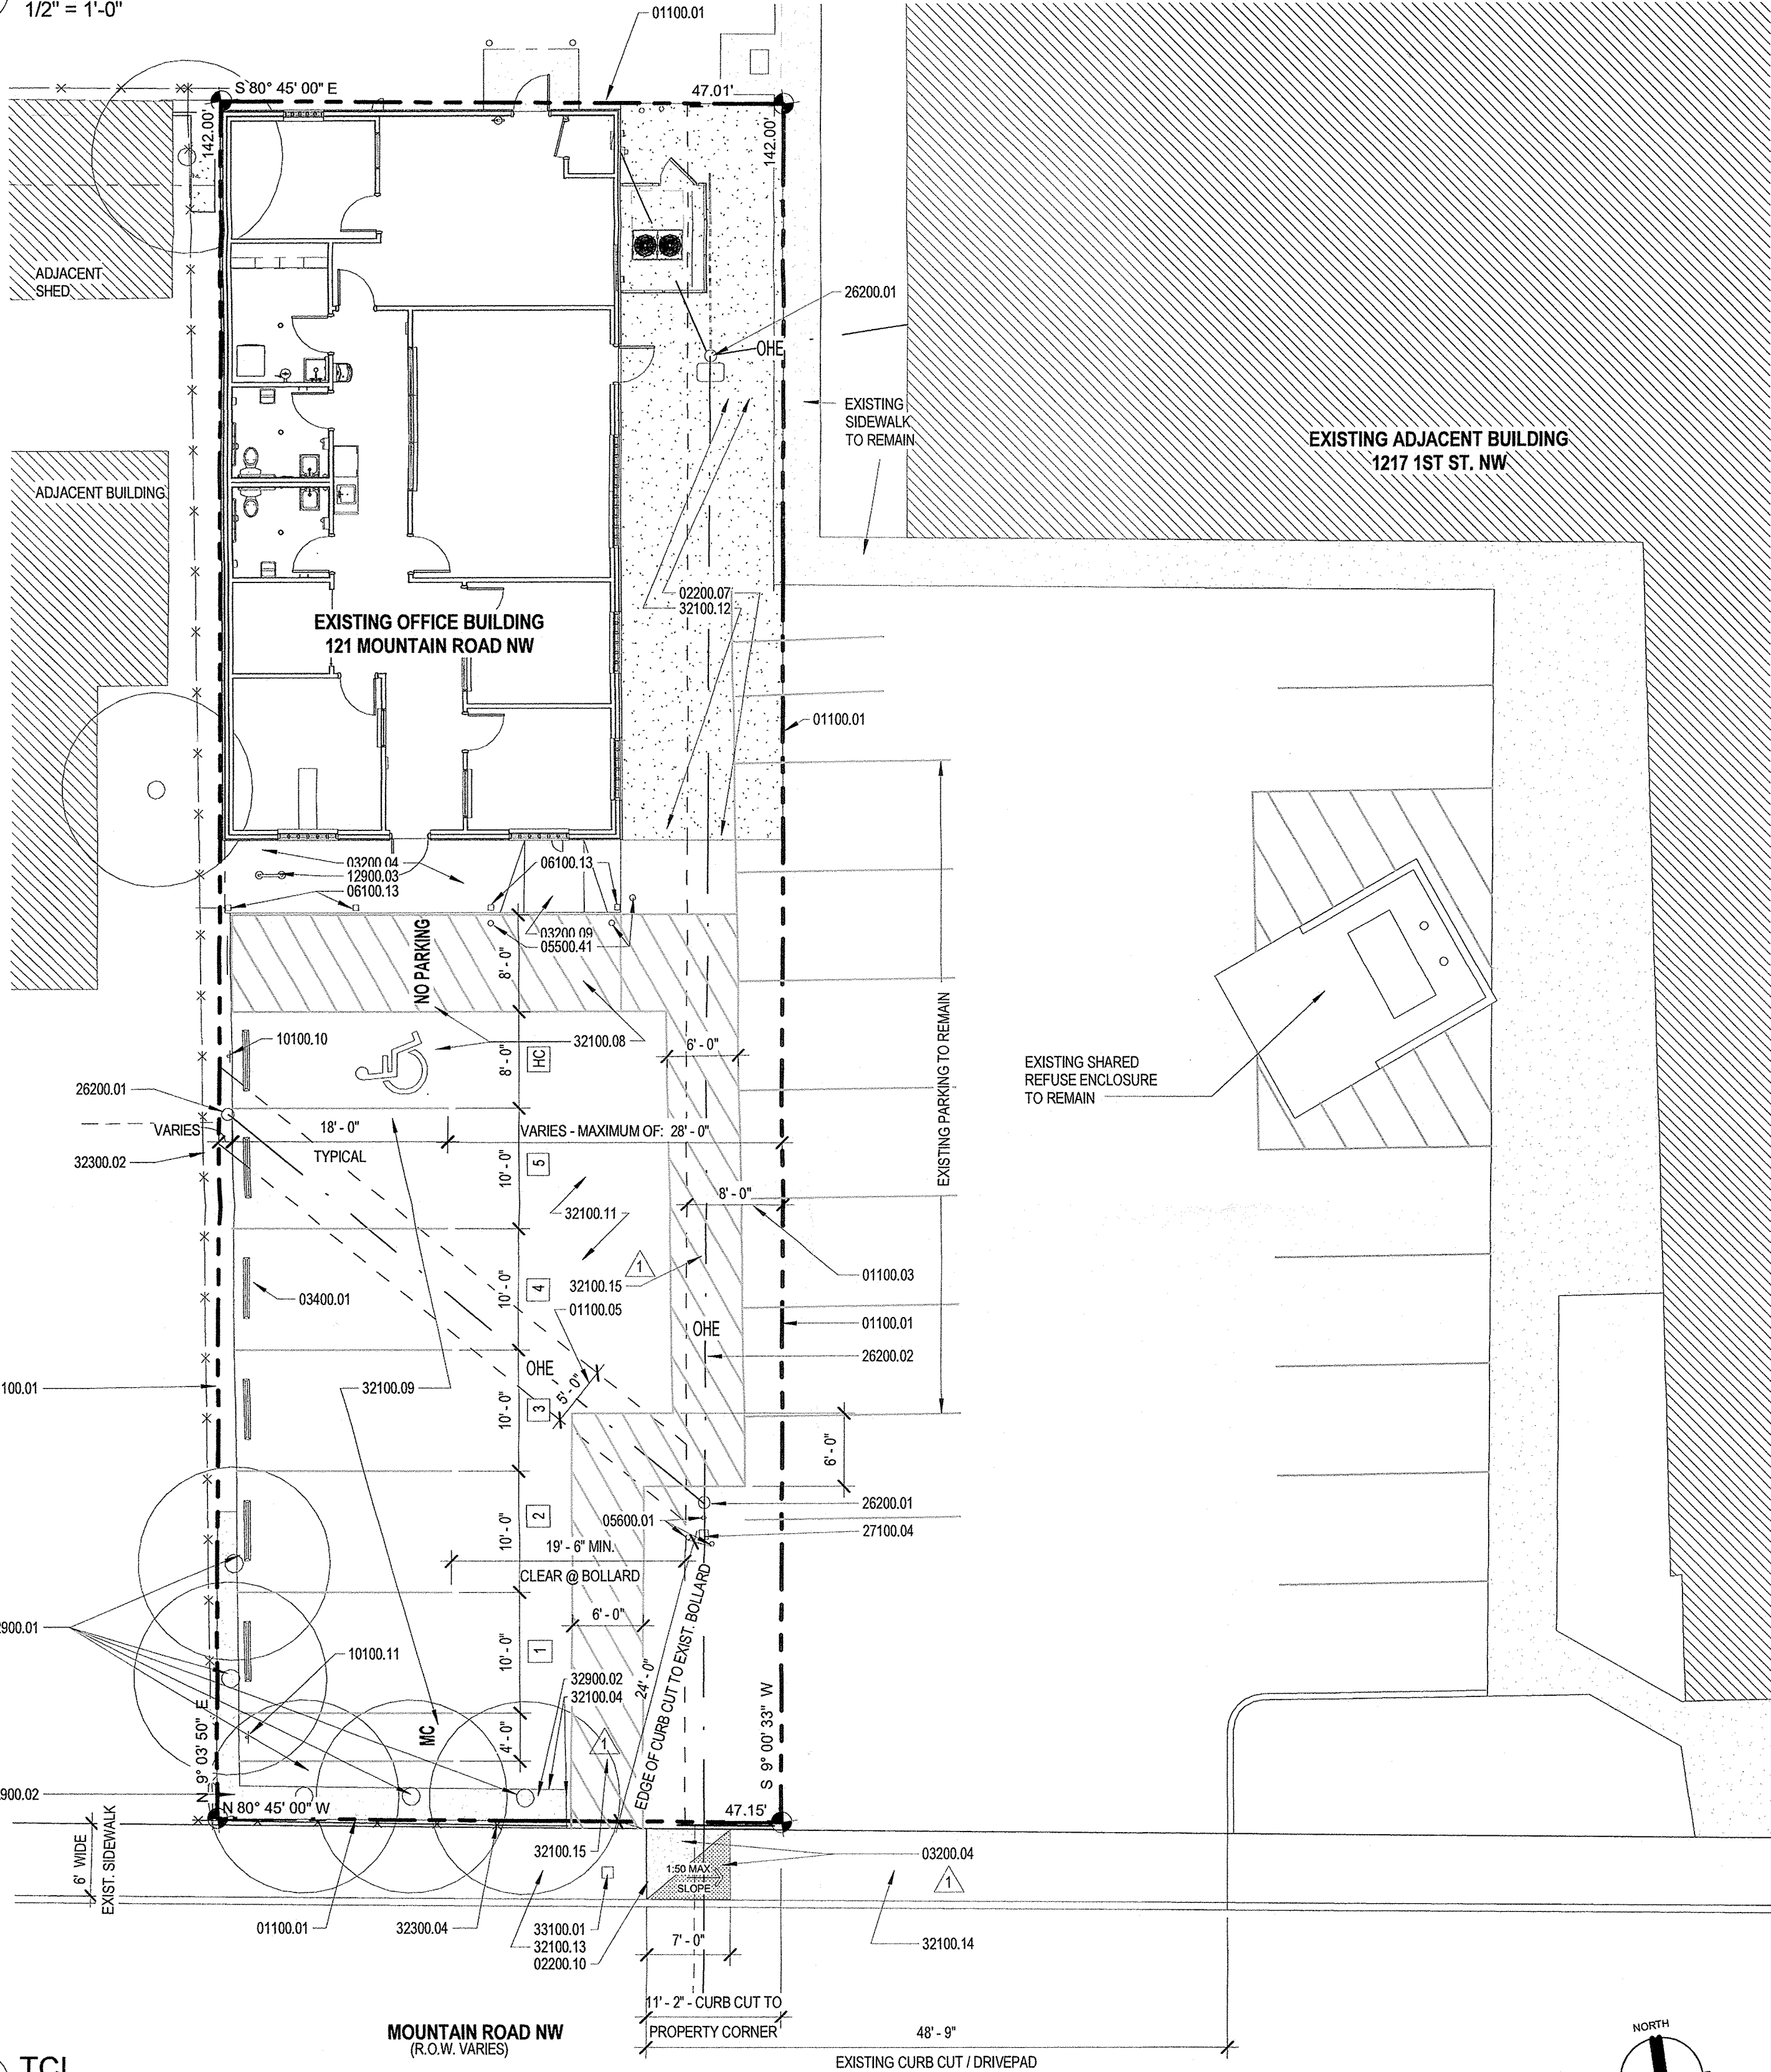 1/2" = 1'-0"
01100.01
S 80° 45' 00" E
47.01'
142.00'
142.00'
ADJACENT
SHED
26200.01
OHE
EXISTING
SIDEWALK
TO REMAIN
EXISTING ADJACENT BUILDING
1217 1ST ST. NW
ADJACENT BUILDING
02200.07
32100.12
EXISTING OFFICE BUILDING
121 MOUNTAIN ROAD NW
01100.01
03200.04
12900.03
06100.13
06100.13
03200.09
05500.41
NO PARKING
8' - 0"
10100.10
32100.08
8' - 0"
HC
6' - 0"
EXISTING PARKING TO REMAIN
EXISTING SHARED
REFUSE ENCLOSURE
TO REMAIN
26200.01
VARIES
18' - 0"
TYPICAL
VARIES - MAXIMUM OF: 28' - 0"
32300.02
10' - 0"
5
8' - 0"
32100.11
1
32100.15
01100.03
03400.01
10' - 0"
4
01100.05
01100.01
OHE
26200.02
OHE
5' - 0"
100.01
32100.09
10' - 0"
3
6' - 0"
26200.01
10' - 0"
2
05600.01
27100.04
19' - 6" MIN.
CLEAR @ BOLLARD
6' - 0"
900.01
10100.11
10' - 0"
1
32900.02
32100.04
24' - 0"
EDGE OF CURB CUT TO EXIST. BOLLARD
N 9° 03' 50" E
S 9° 00' 33" W
MC
4' - 0"
1
900.02
N 80° 45' 00" W
47.15'
6' WIDE
EXIST. SIDEWALK
32100.15
03200.04
1:50 MAX
SLOPE
1
01100.01
32300.04
33100.01
32100.13
02200.10
7' - 0"
32100.14
11' - 2" - CURB CUT TO
PROPERTY CORNER
MOUNTAIN ROAD NW
(R.O.W. VARIES)
48' - 9"
EXISTING CURB CUT / DRIVEPAD
NORTH
TCL